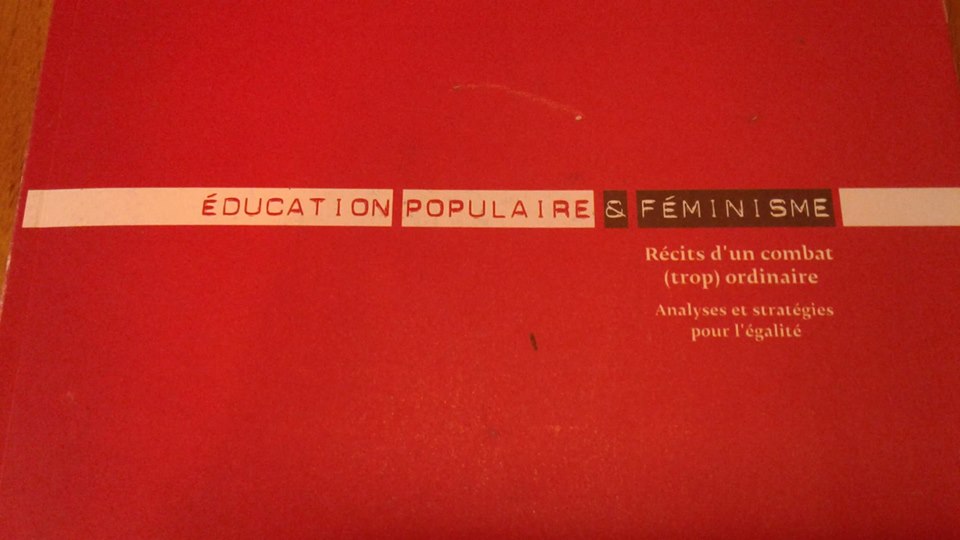 ÉDUCATION POPULAIRE & FÉMINISME
Récits d'un combat
(trop) ordinaire
Analyses et stratégies
pour l'égalité